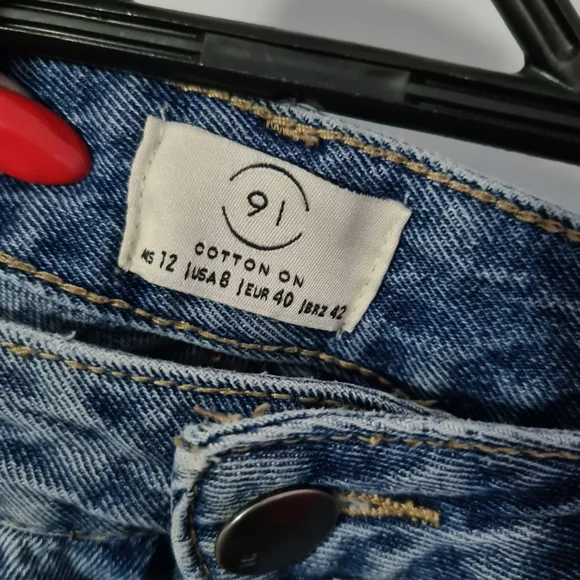 91
COTTON ON
AUS 12 | USA 8 | EUR 40 | BRZ 42